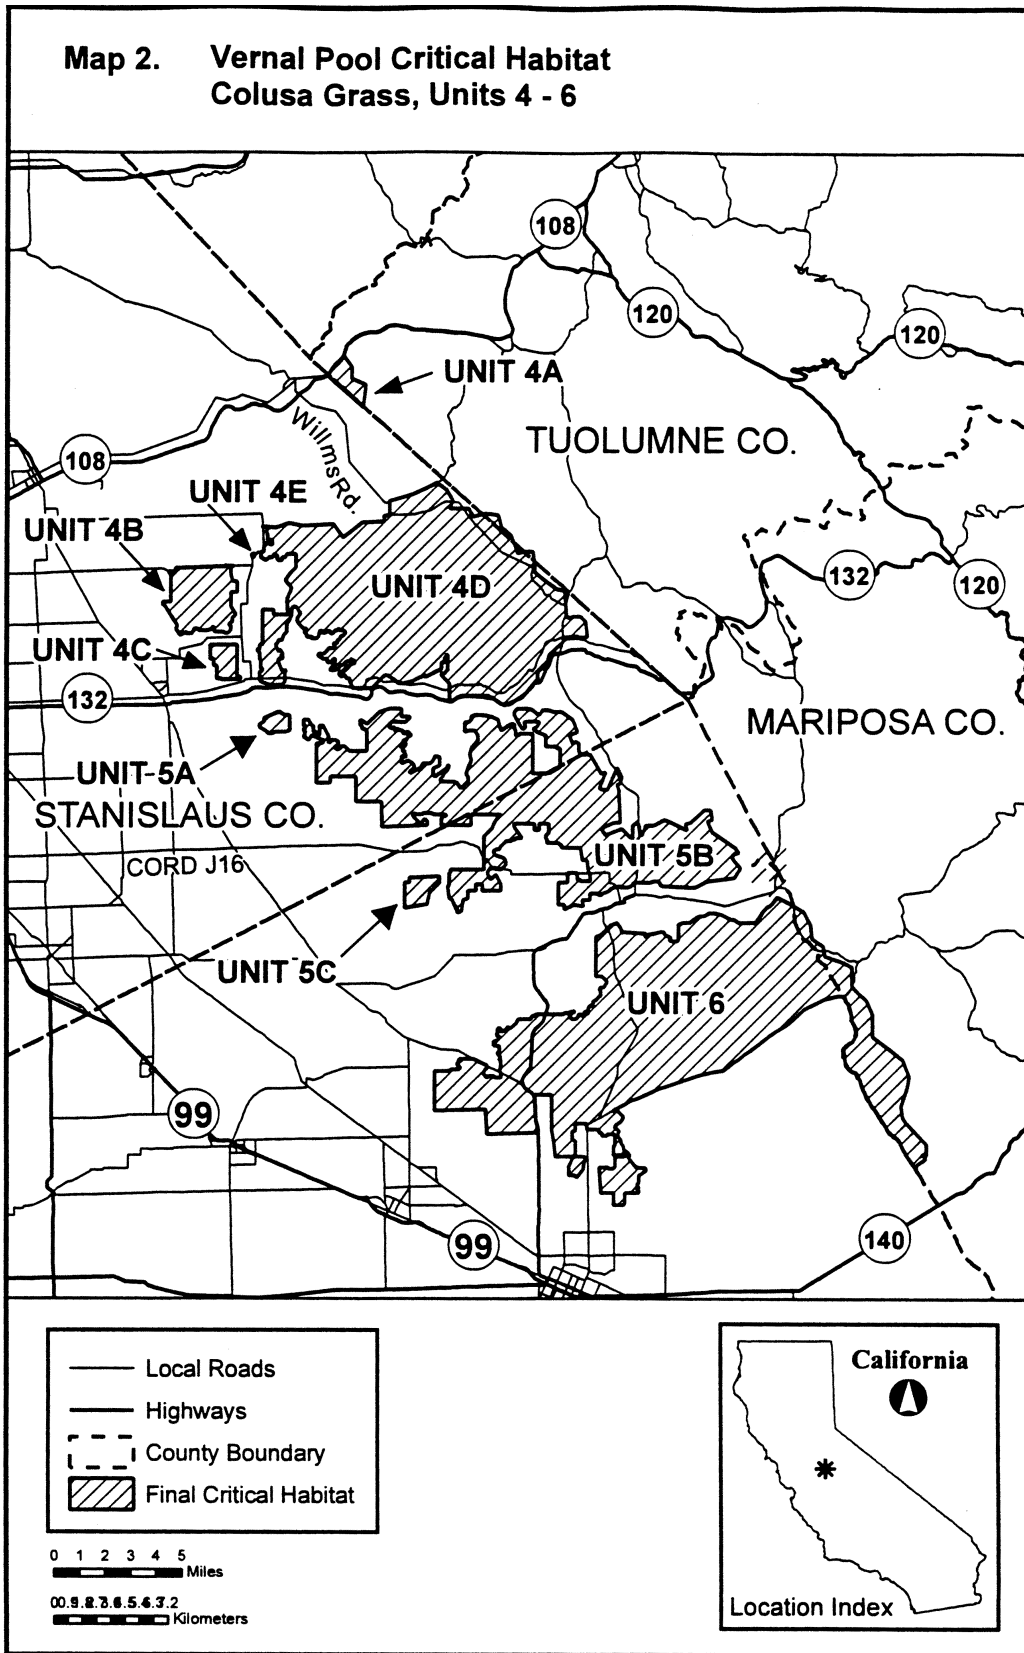 Map 2. Vernal Pool Critical Habitat
Colusa Grass, Units 4 - 6
108
120
120
UNIT 4A
Willms Rd.
TUOLUMNE CO.
108
UNIT 4E
UNIT 4B
UNIT 4D
132
120
UNIT 4C
132
MARIPOSA CO.
UNIT 5A
STANISLAUS CO.
UNIT 5B
CORD J16
UNIT 5C
UNIT 6
99
99
140
Local Roads
Highways
County Boundary
Final Critical Habitat
0 1 2 3 4 5
Miles
Kilometers
California
Location Index